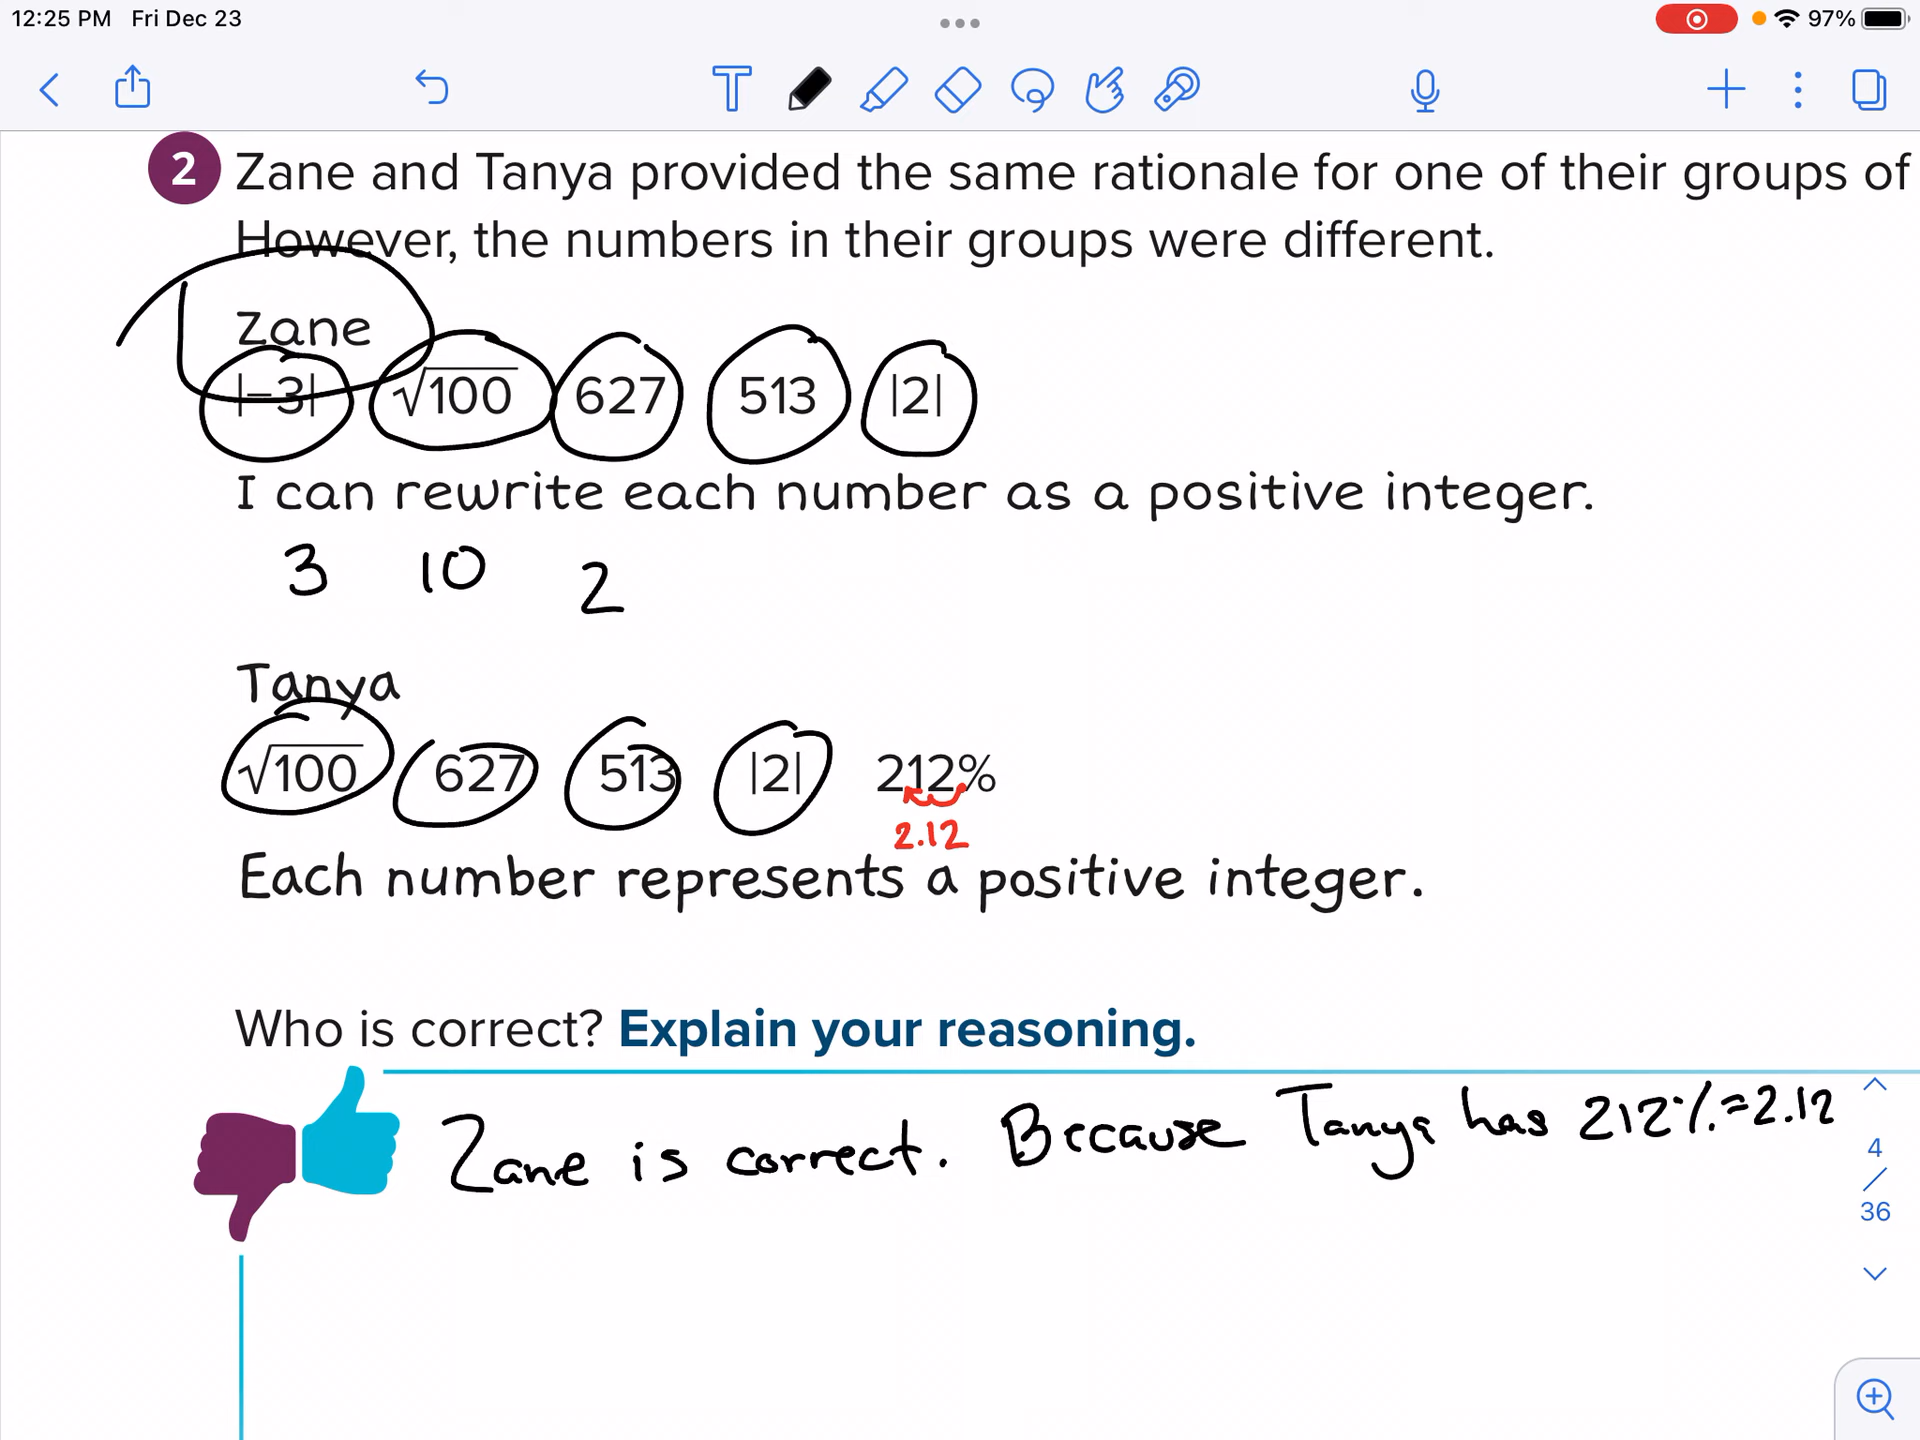 12:25 PM Fri Dec 23
97%
T
2 Zane and Tanya provided the same rationale for one of their groups of
However, the numbers in their groups were different.
Zane
|−3| √100 627 513 |2|
I can rewrite each number as a positive integer.
3 10 2
Tanya
√100 627 513 |2| 212%
2.12
Each number represents a positive integer.
Who is correct? Explain your reasoning.
Zane is correct. Because Tanya has 212%=2.12
4
/
36